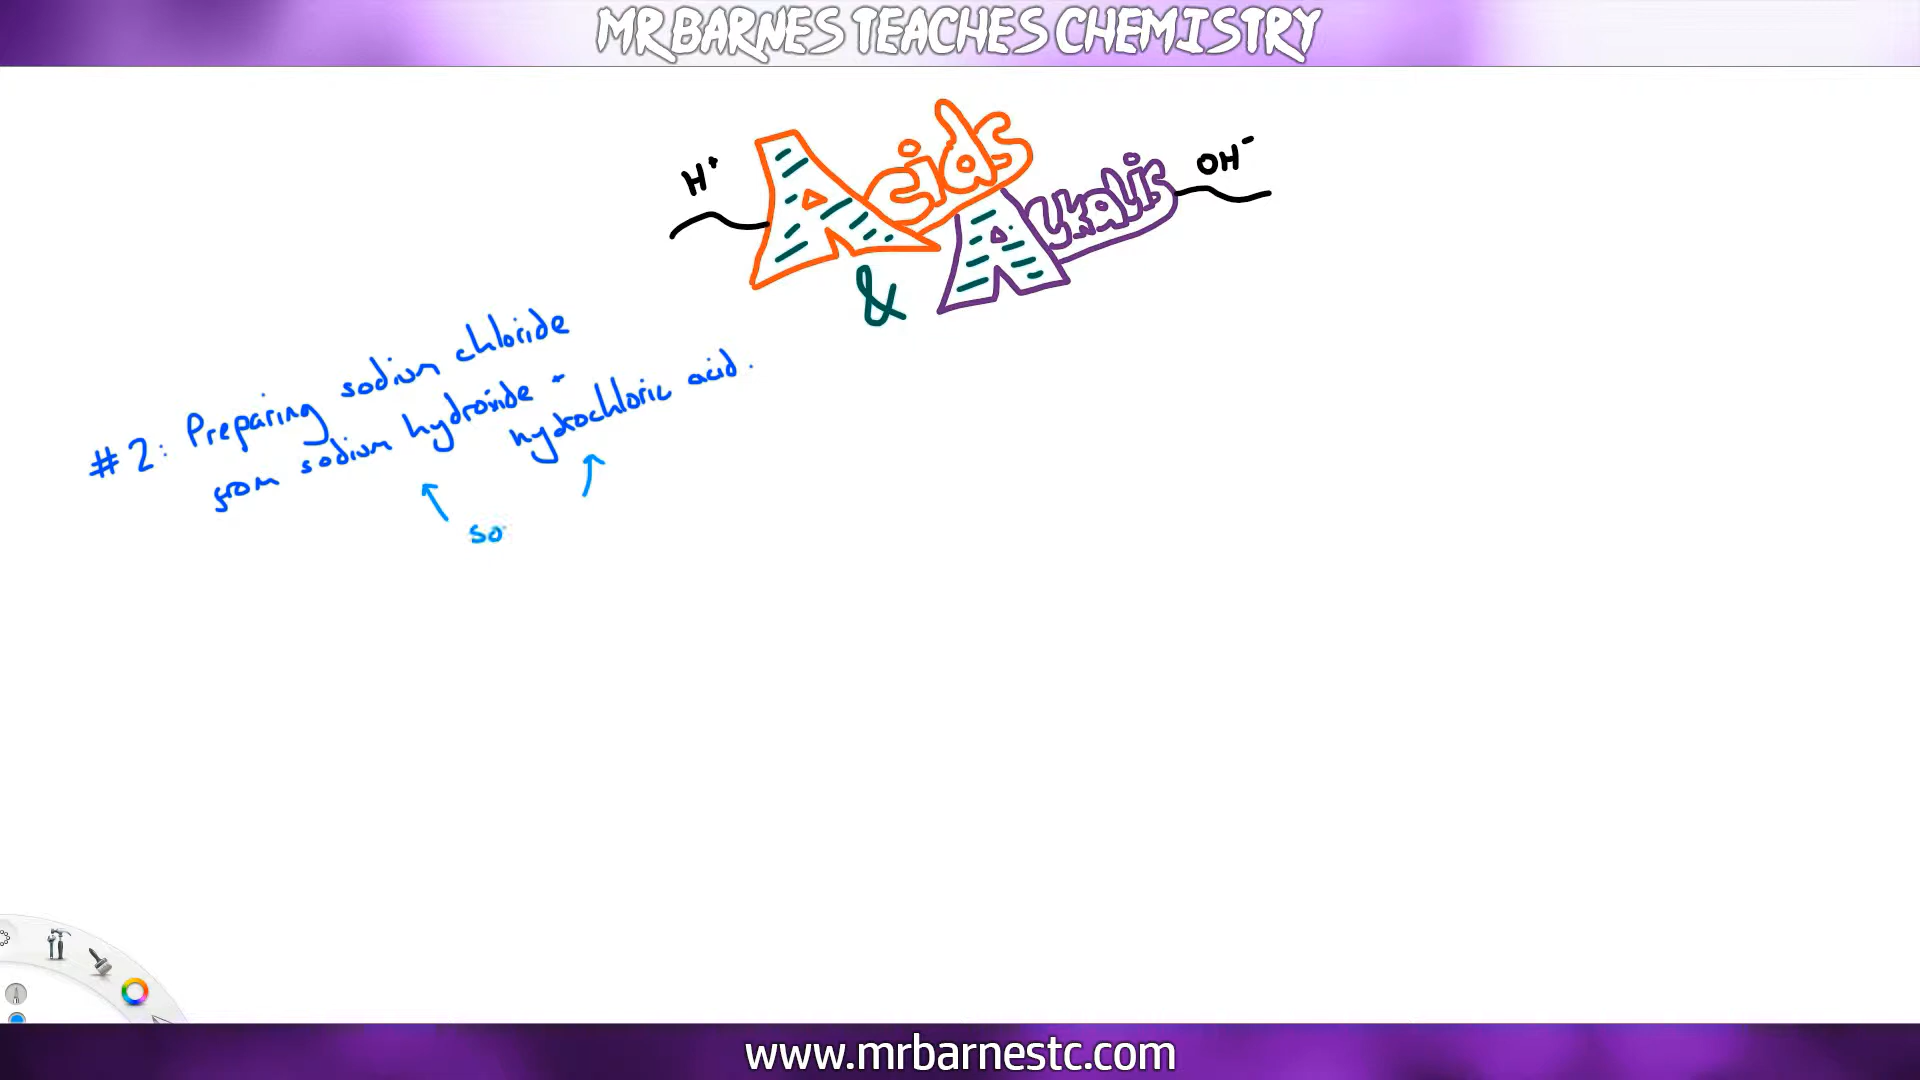 MR BARNES TEACHES CHEMISTRY
H⁺
Acids
OH⁻
Alkalis
&
#2: Preparing sodium chloride
from sodium hydroxide +
hydrochloric acid.
so
www.mrbarnestc.com